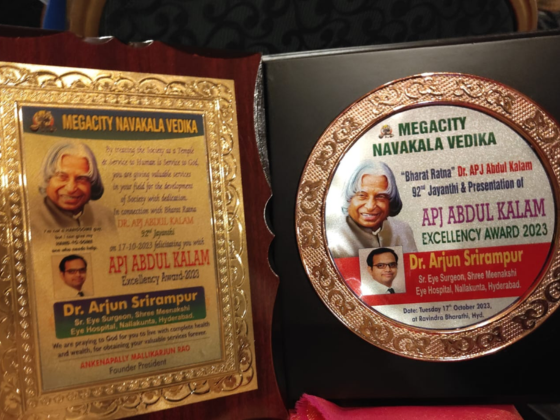 MEGACITY NAVAKALA VEDIKA
By treating the Society as a Temple
& Service to Human is Service to God,
you are giving valuable services
in your field for the development
of Society with dedication.
In connection with Bharat Ratna
DR. APJ ABDUL KALAM
92nd Jayanthi
on 17-10-2023 felicitating you with
APJ ABDUL KALAM
Excellency Award-2023
Dr. Arjun Srirampur
Sr. Eye Surgeon, Shree Meenakshi
Eye Hospital, Nallakunta, Hyderabad.
We are praying to God for you to live with complete health
and wealth, for obtaining your valuable services forever
ANKENAPALLY MALLIKARJUN RAO
Founder President
MEGACITY
NAVAKALA VEDIKA
"Bharat Ratna" Dr. APJ Abdul Kalam
92nd Jayanthi & Presentation of
APJ ABDUL KALAM
EXCELLENCY AWARD 2023
Dr. Arjun Srirampur
Sr. Eye Surgeon, Shree Meenakshi
Eye Hospital, Nallakunta, Hyderabad.
Date: Tuesday 17th October 2023,
at Ravindra Bharathi, Hyd.